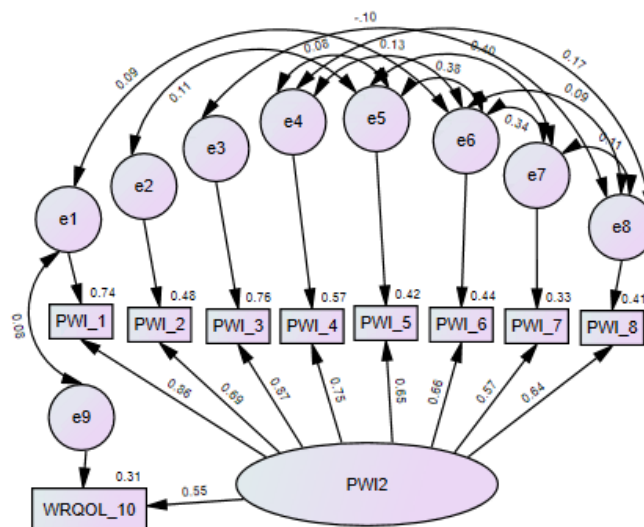 -.10
0.08
0.13
0.40
0.17
0.09
0.11
0.38
0.09
0.34
0.11
e1
e2
e3
e4
e5
e6
e7
e8
0.74
0.48
0.76
0.57
0.42
0.44
0.33
0.41
PWI_1
PWI_2
PWI_3
PWI_4
PWI_5
PWI_6
PWI_7
PWI_8
0.08
0.86
0.69
0.87
0.75
0.65
0.66
0.57
0.64
e9
0.31
WRQOL_10
0.55
PWI2